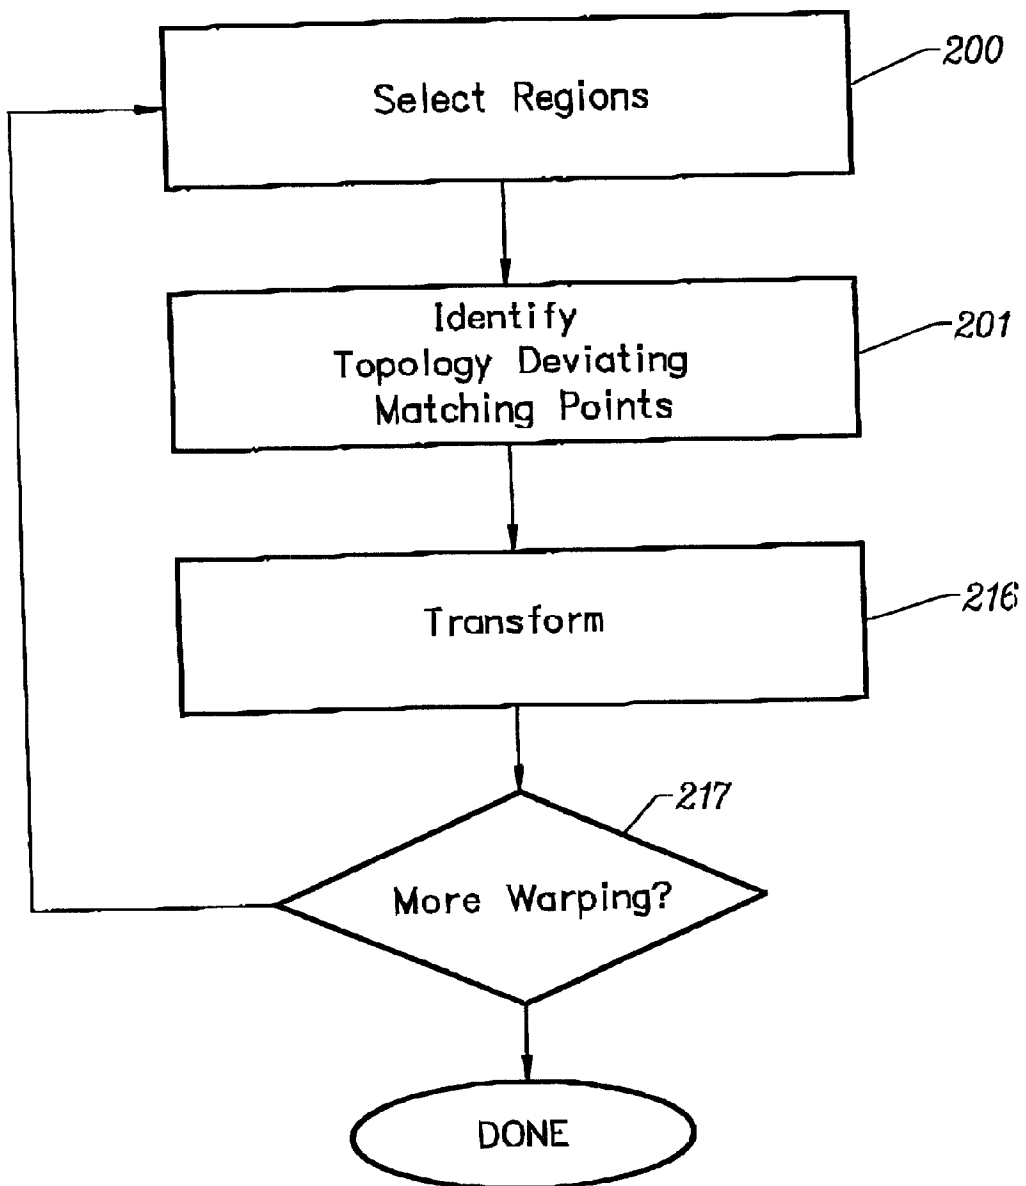 Select Regions
200
Identify
Topology Deviating
Matching Points
201
Transform
216
217
More Warping?
DONE